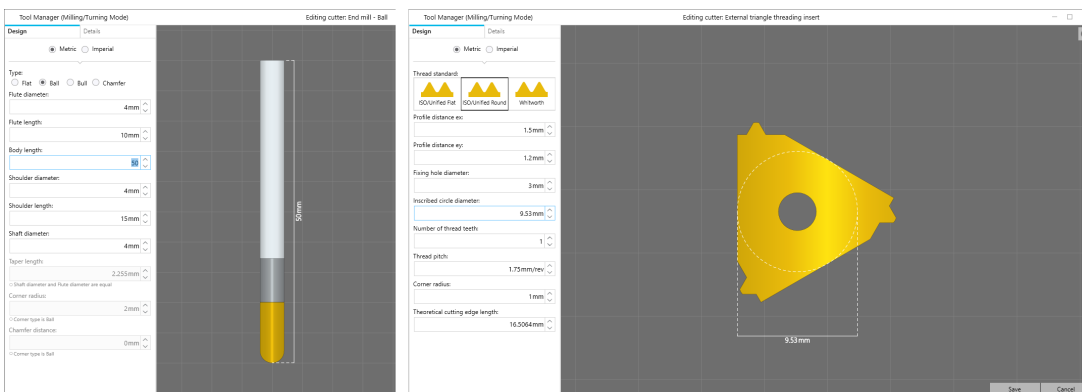 Tool Manager (Milling/Turning Mode)
Editing cutter: End mill - Ball
Design
Details
Metric
Imperial
Type:
Flat
Ball
Bull
Chamfer
Flute diameter:
4mm
Flute length:
10mm
Body length:
50
Shoulder diameter:
4mm
Shoulder length:
15mm
Shaft diameter:
4mm
Taper length:
2.255mm
Shaft diameter and Flute diameter are equal
Corner radius:
2mm
Corner type is Ball
Chamfer distance:
0mm
Corner type is Ball
50mm
Tool Manager (Milling/Turning Mode)
Editing cutter: External triangle threading insert
Design
Details
Metric
Imperial
Thread standard:
ISO/Unified Flat
ISO/Unified Round
Whitworth
Profile distance ex:
1.5mm
Profile distance ey:
1.2mm
Fixing hole diameter:
3mm
Inscribed circle diameter:
9.53mm
Number of thread teeth:
1
Thread pitch:
1.75mm/rev
Corner radius:
1mm
Theoretical cutting edge length:
16.5064mm
9.53mm
Save
Cancel